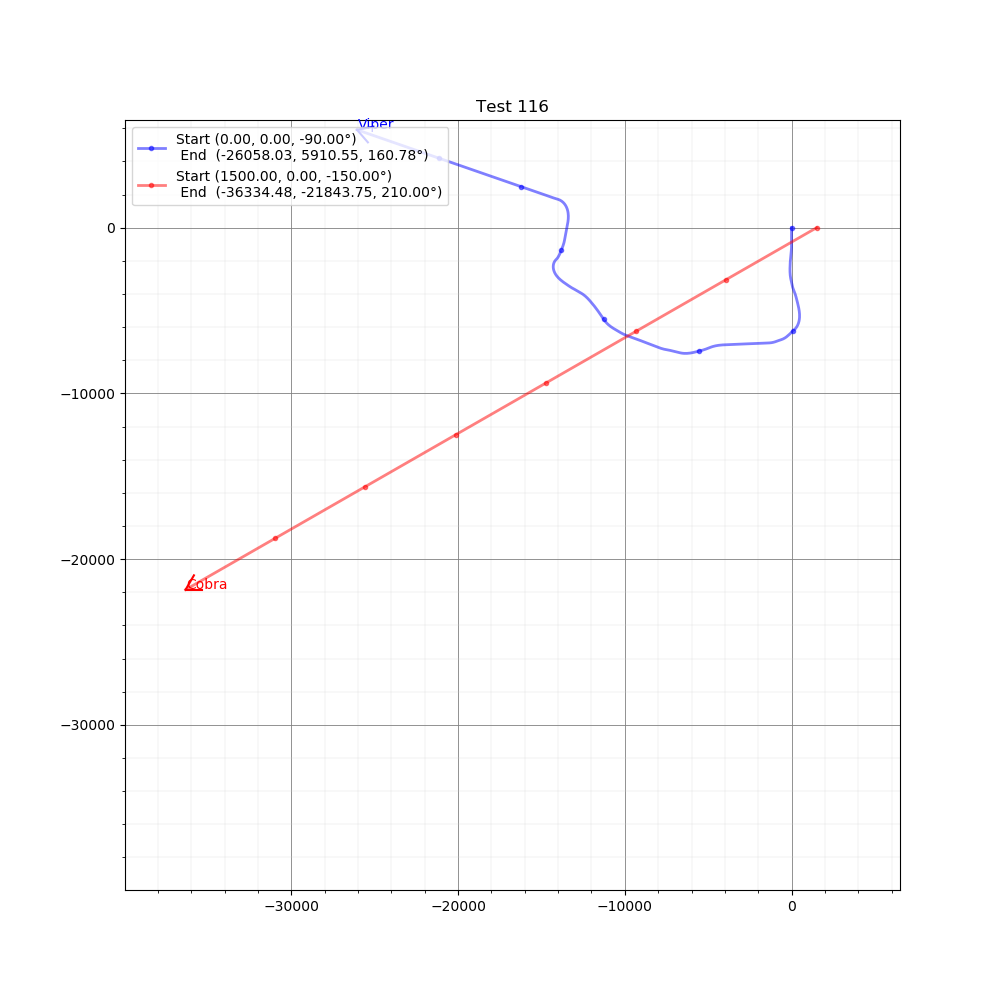 Test 116
Viper
Start (0.00, 0.00, -90.00°)
End (-26058.03, 5910.55, 160.78°)
Start (1500.00, 0.00, -150.00°)
End (-36334.48, -21843.75, 210.00°)
0
−10000
−20000
−30000
Cobra
−30000
−20000
−10000
0